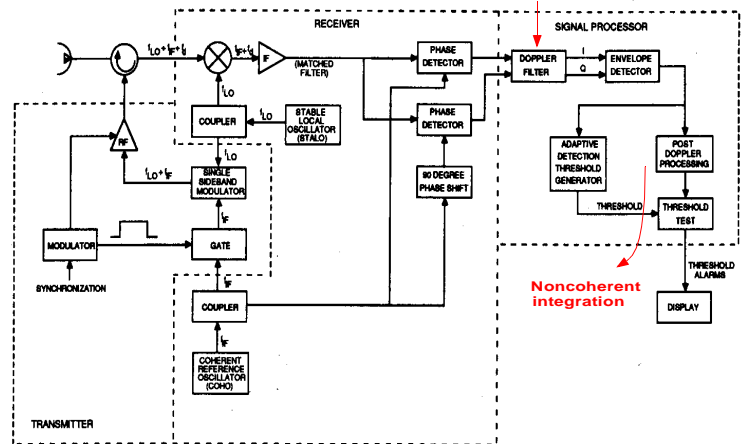 RECEIVER
SIGNAL PROCESSOR
fLO + fIF + fd
fIF + fd
IF
(MATCHED
FILTER)
PHASE
DETECTOR
DOPPLER
FILTER
I
Q
ENVELOPE
DETECTOR
fLO
COUPLER
fLO
STABLE
LOCAL
OSCILLATOR
(STALO)
PHASE
DETECTOR
RF
fLO
fLO + fIF
SINGLE
SIDEBAND
MODULATOR
90 DEGREE
PHASE SHIFT
ADAPTIVE
DETECTION
THRESHOLD
GENERATOR
POST
DOPPLER
PROCESSING
THRESHOLD
THRESHOLD
TEST
fIF
MODULATOR
GATE
SYNCHRONIZATION
fIF
THRESHOLD
ALARMS
Noncoherent
integration
COUPLER
DISPLAY
fIF
COHERENT
REFERENCE
OSCILLATOR
(COHO)
TRANSMITTER